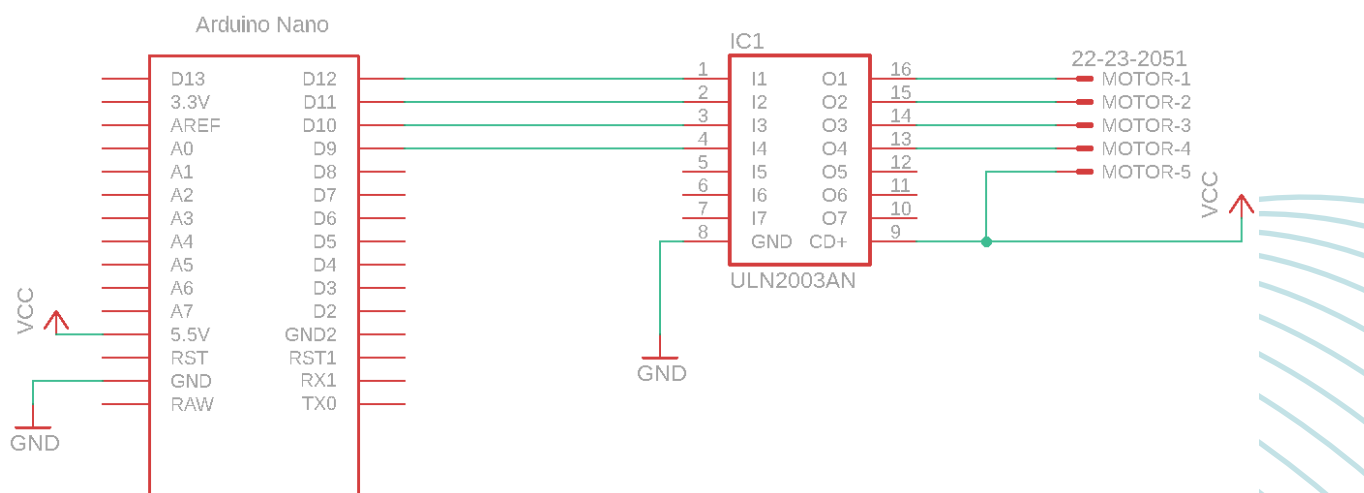 Arduino Nano
D13 D12
3.3V D11
AREF D10
A0 D9
A1 D8
A2 D7
A3 D6
A4 D5
A5 D4
A6 D3
A7 D2
5.5V GND2
RST RST1
GND RX1
RAW TX0
VCC
GND
IC1
1 I1 O1 16
2 I2 O2 15
3 I3 O3 14
4 I4 O4 13
5 I5 O5 12
6 I6 O6 11
7 I7 O7 10
8 GND CD+ 9
ULN2003AN
GND
22-23-2051
MOTOR-1
MOTOR-2
MOTOR-3
MOTOR-4
MOTOR-5
VCC